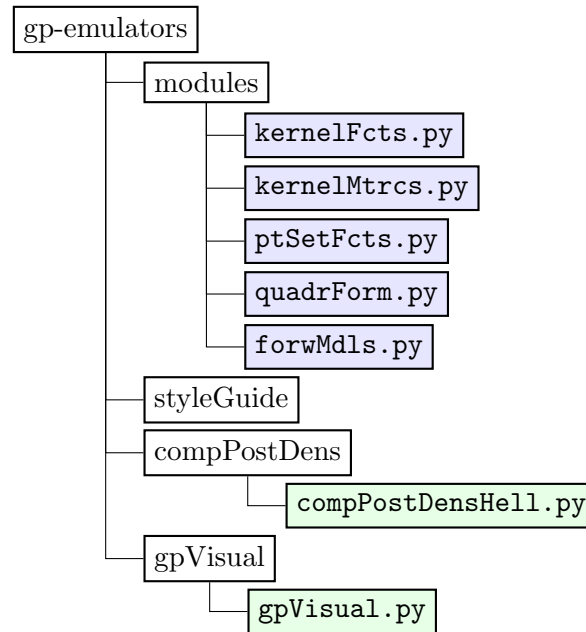 gp-emulators
modules
kernelFcts.py
kernelMtrcs.py
ptSetFcts.py
quadrForm.py
forwMdls.py
styleGuide
compPostDens
compPostDensHell.py
gpVisual
gpVisual.py